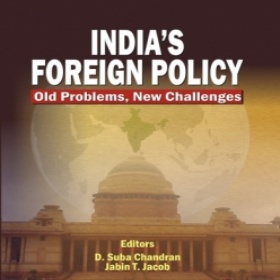 INDIA'S
FOREIGN POLICY
Old Problems, New Challenges
Editors
D. Suba Chandran
Jabin T. Jacob